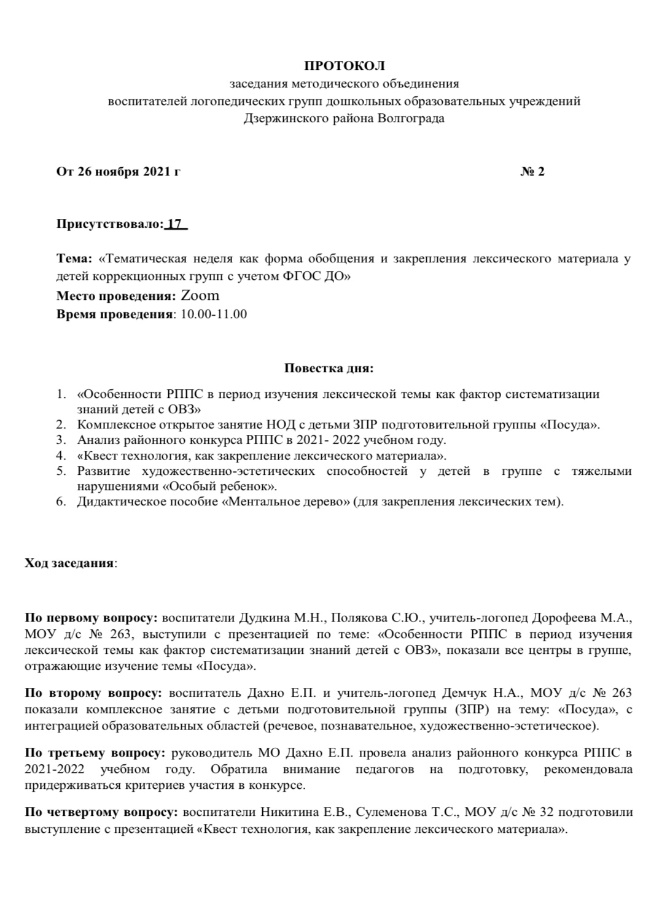 ПРОТОКОЛ
заседания методического объединения
воспитателей логопедических групп дошкольных образовательных учреждений
Дзержинского района Волгограда
От 26 ноября 2021 г № 2
Присутствовало: 17
Тема: «Тематическая неделя как форма обобщения и закрепления лексического материала у
детей коррекционных групп с учетом ФГОС ДО»
Место проведения: Zoom
Время проведения: 10.00-11.00
Повестка дня:
1. «Особенности РППС в период изучения лексической темы как фактор систематизации
знаний детей с ОВЗ»
2. Комплексное открытое занятие НОД с детьми ЗПР подготовительной группы «Посуда».
3. Анализ районного конкурса РППС в 2021- 2022 учебном году.
4. «Квест технология, как закрепление лексического материала».
5. Развитие художественно-эстетических способностей у детей в группе с тяжелыми
нарушениями «Особый ребенок».
6. Дидактическое пособие «Ментальное дерево» (для закрепления лексических тем).
Ход заседания:
По первому вопросу: воспитатели Дудкина М.Н., Полякова С.Ю., учитель-логопед Дорофеева М.А.,
МОУ д/с № 263, выступили с презентацией по теме: «Особенности РППС в период изучения
лексической темы как фактор систематизации знаний детей с ОВЗ», показали все центры в группе,
отражающие изучение темы «Посуда».
По второму вопросу: воспитатель Дахно Е.П. и учитель-логопед Демчук Н.А., МОУ д/с № 263
показали комплексное занятие с детьми подготовительной группы (ЗПР) на тему: «Посуда», с
интеграцией образовательных областей (речевое, познавательное, художественно-эстетическое).
По третьему вопросу: руководитель МО Дахно Е.П. провела анализ районного конкурса РППС в
2021-2022 учебном году. Обратила внимание педагогов на подготовку, рекомендовала
придерживаться критериев участия в конкурсе.
По четвертому вопросу: воспитатели Никитина Е.В., Сулеменова Т.С., МОУ д/с № 32 подготовили
выступление с презентацией «Квест технология, как закрепление лексического материала».